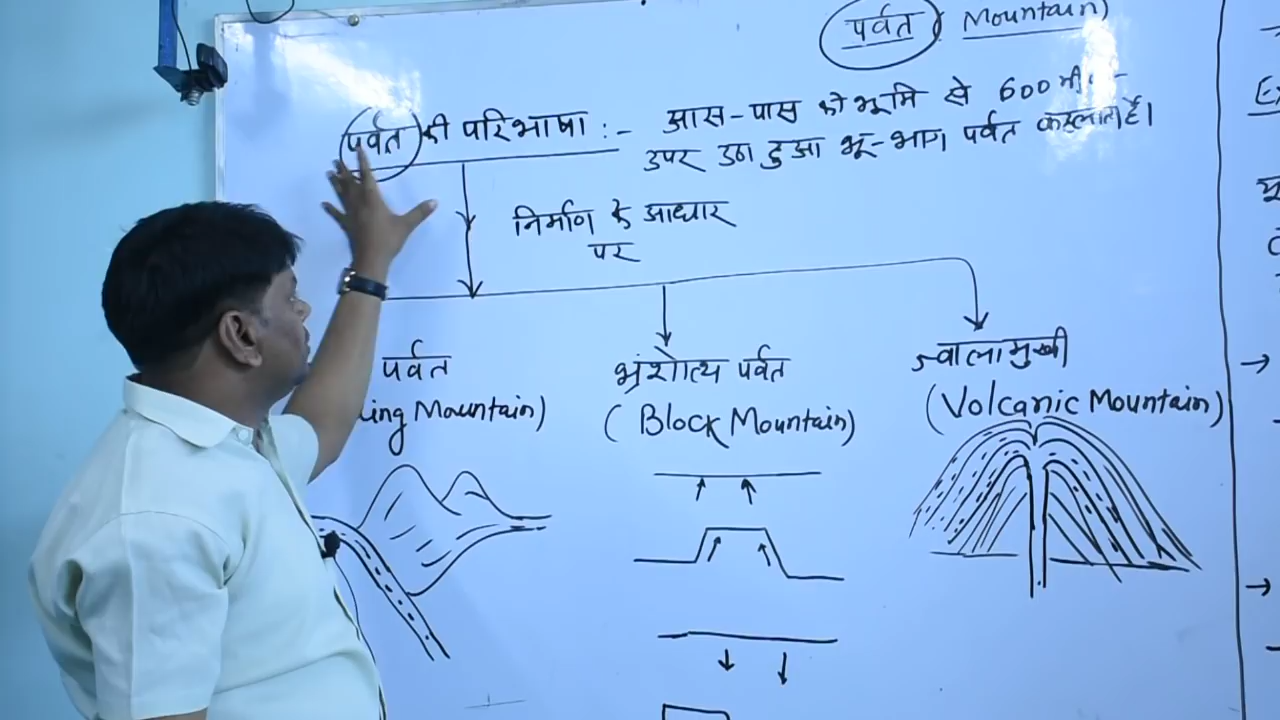 पर्वत (Mountain)
पर्वत की परिभाषा :- आस-पास की भूमि से 600 मी.
उपर उठा हुआ भू-भाग पर्वत कहलाते हैं।
निर्माण के आधार
पर
पर्वत
ing Mountain)
भ्रंशोत्थ पर्वत
( Block Mountain)
ज्वालामुखी
(Volcanic Mountain)